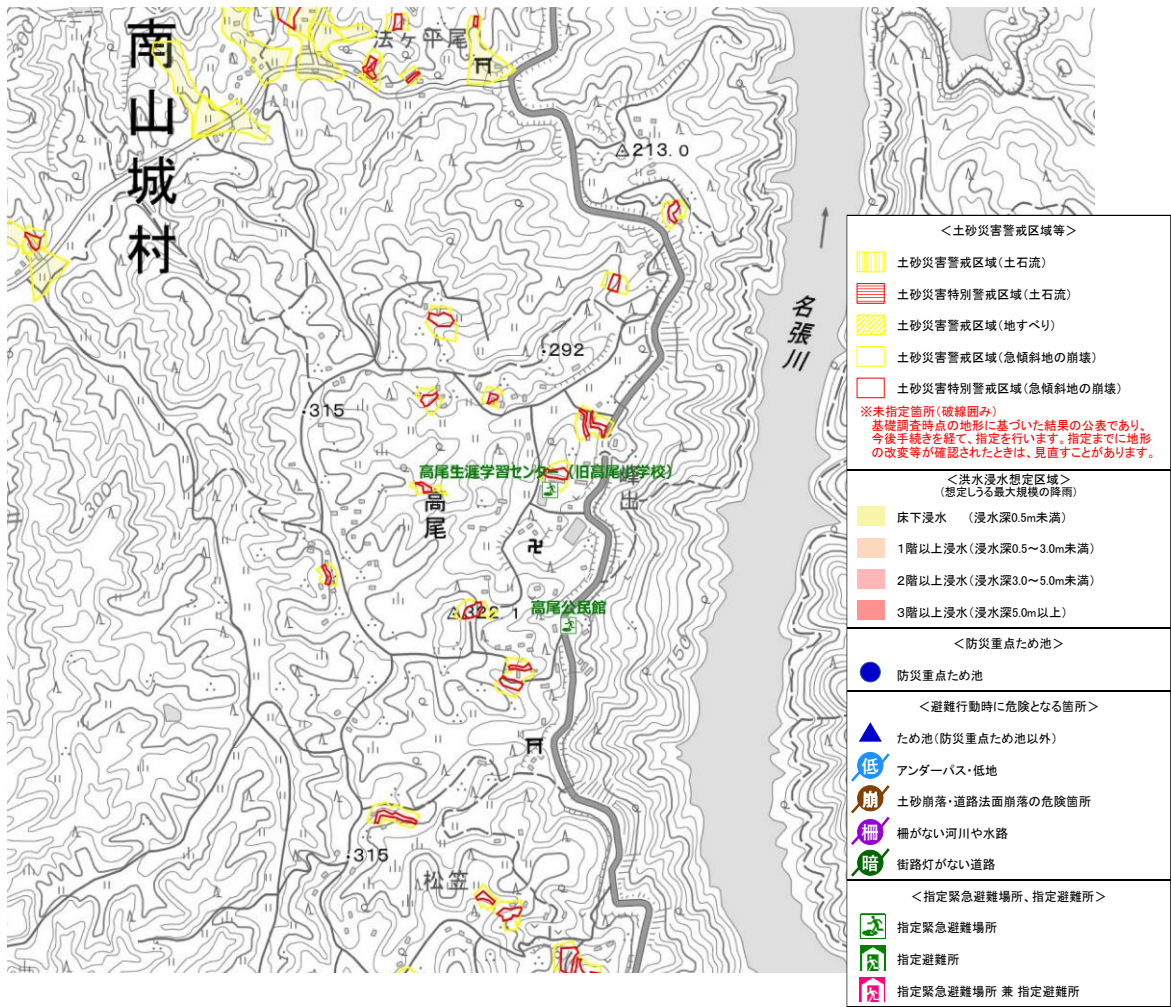 南山城村
法ヶ平尾
213.0
300
名張川
292
315
300
高尾生涯学習センター(旧高尾小学校)
峰出
高尾
322.1
高尾公民館
150
315
松笠
<土砂災害警戒区域等>
土砂災害警戒区域(土石流)
土砂災害特別警戒区域(土石流)
土砂災害警戒区域(地すべり)
土砂災害警戒区域(急傾斜地の崩壊)
土砂災害特別警戒区域(急傾斜地の崩壊)
※未指定箇所(破線囲み)
基礎調査時点の地形に基づいた結果の公表であり、
今後手続きを経て、指定を行います。指定までに地形
の改変等が確認されたときは、見直すことがあります。
<洪水浸水想定区域>
(想定しうる最大規模の降雨)
床下浸水 (浸水深0.5m未満)
1階以上浸水(浸水深0.5~3.0m未満)
2階以上浸水(浸水深3.0~5.0m未満)
3階以上浸水(浸水深5.0m以上)
<防災重点ため池>
防災重点ため池
<避難行動時に危険となる箇所>
ため池(防災重点ため池以外)
低 アンダーパス・低地
崩 土砂崩落・道路法面崩落の危険箇所
柵 柵がない河川や水路
暗 街路灯がない道路
<指定緊急避難場所、指定避難所>
指定緊急避難場所
指定避難所
指定緊急避難場所 兼 指定避難所